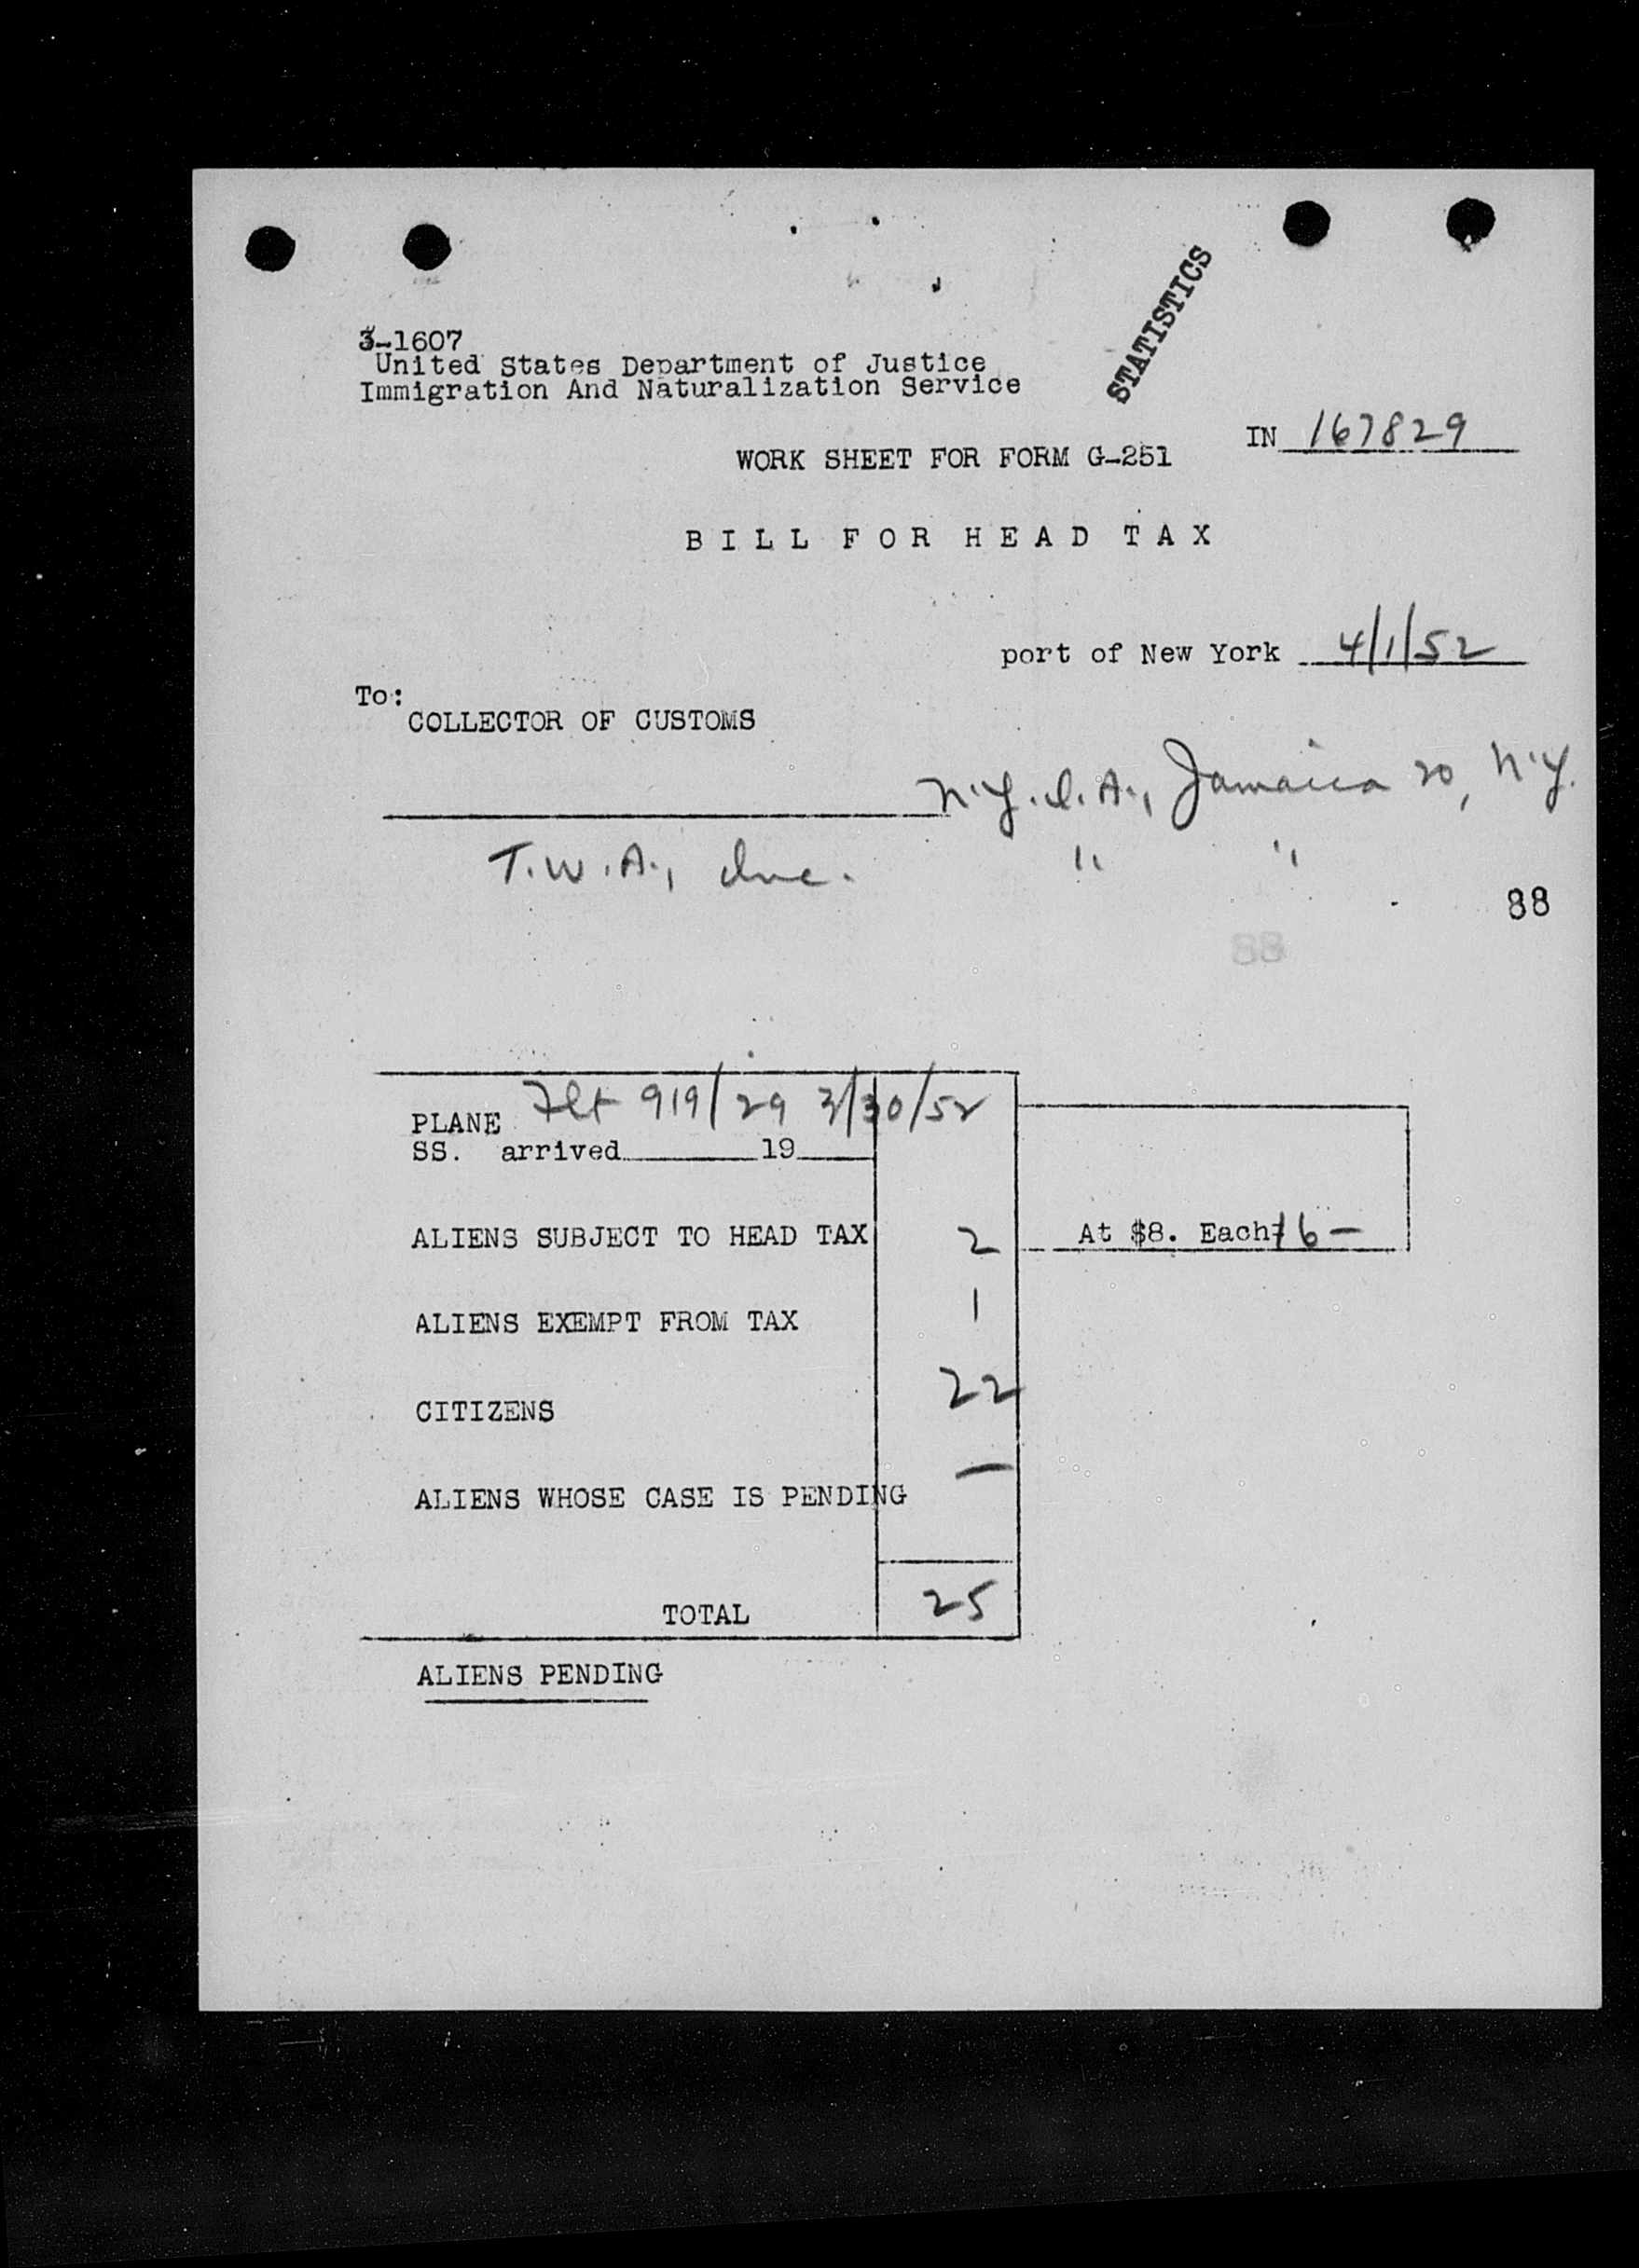 STATISTICS
3-1607
United States Department of Justice
Immigration And Naturalization Service
IN 167829
WORK SHEET FOR FORM G-251
BILL FOR HEAD TAX
port of New York 4/1/52
To:
COLLECTOR OF CUSTOMS
N.Y.I.A., Jamaica 20, N.Y.
T.W.A., Inc. " "
88
88
PLANE Flt 919/29 3/30/52
SS. arrived 19
ALIENS SUBJECT TO HEAD TAX 2 At $8. Each 16 -
ALIENS EXEMPT FROM TAX 1
CITIZENS 22
ALIENS WHOSE CASE IS PENDING —
TOTAL 25
ALIENS PENDING